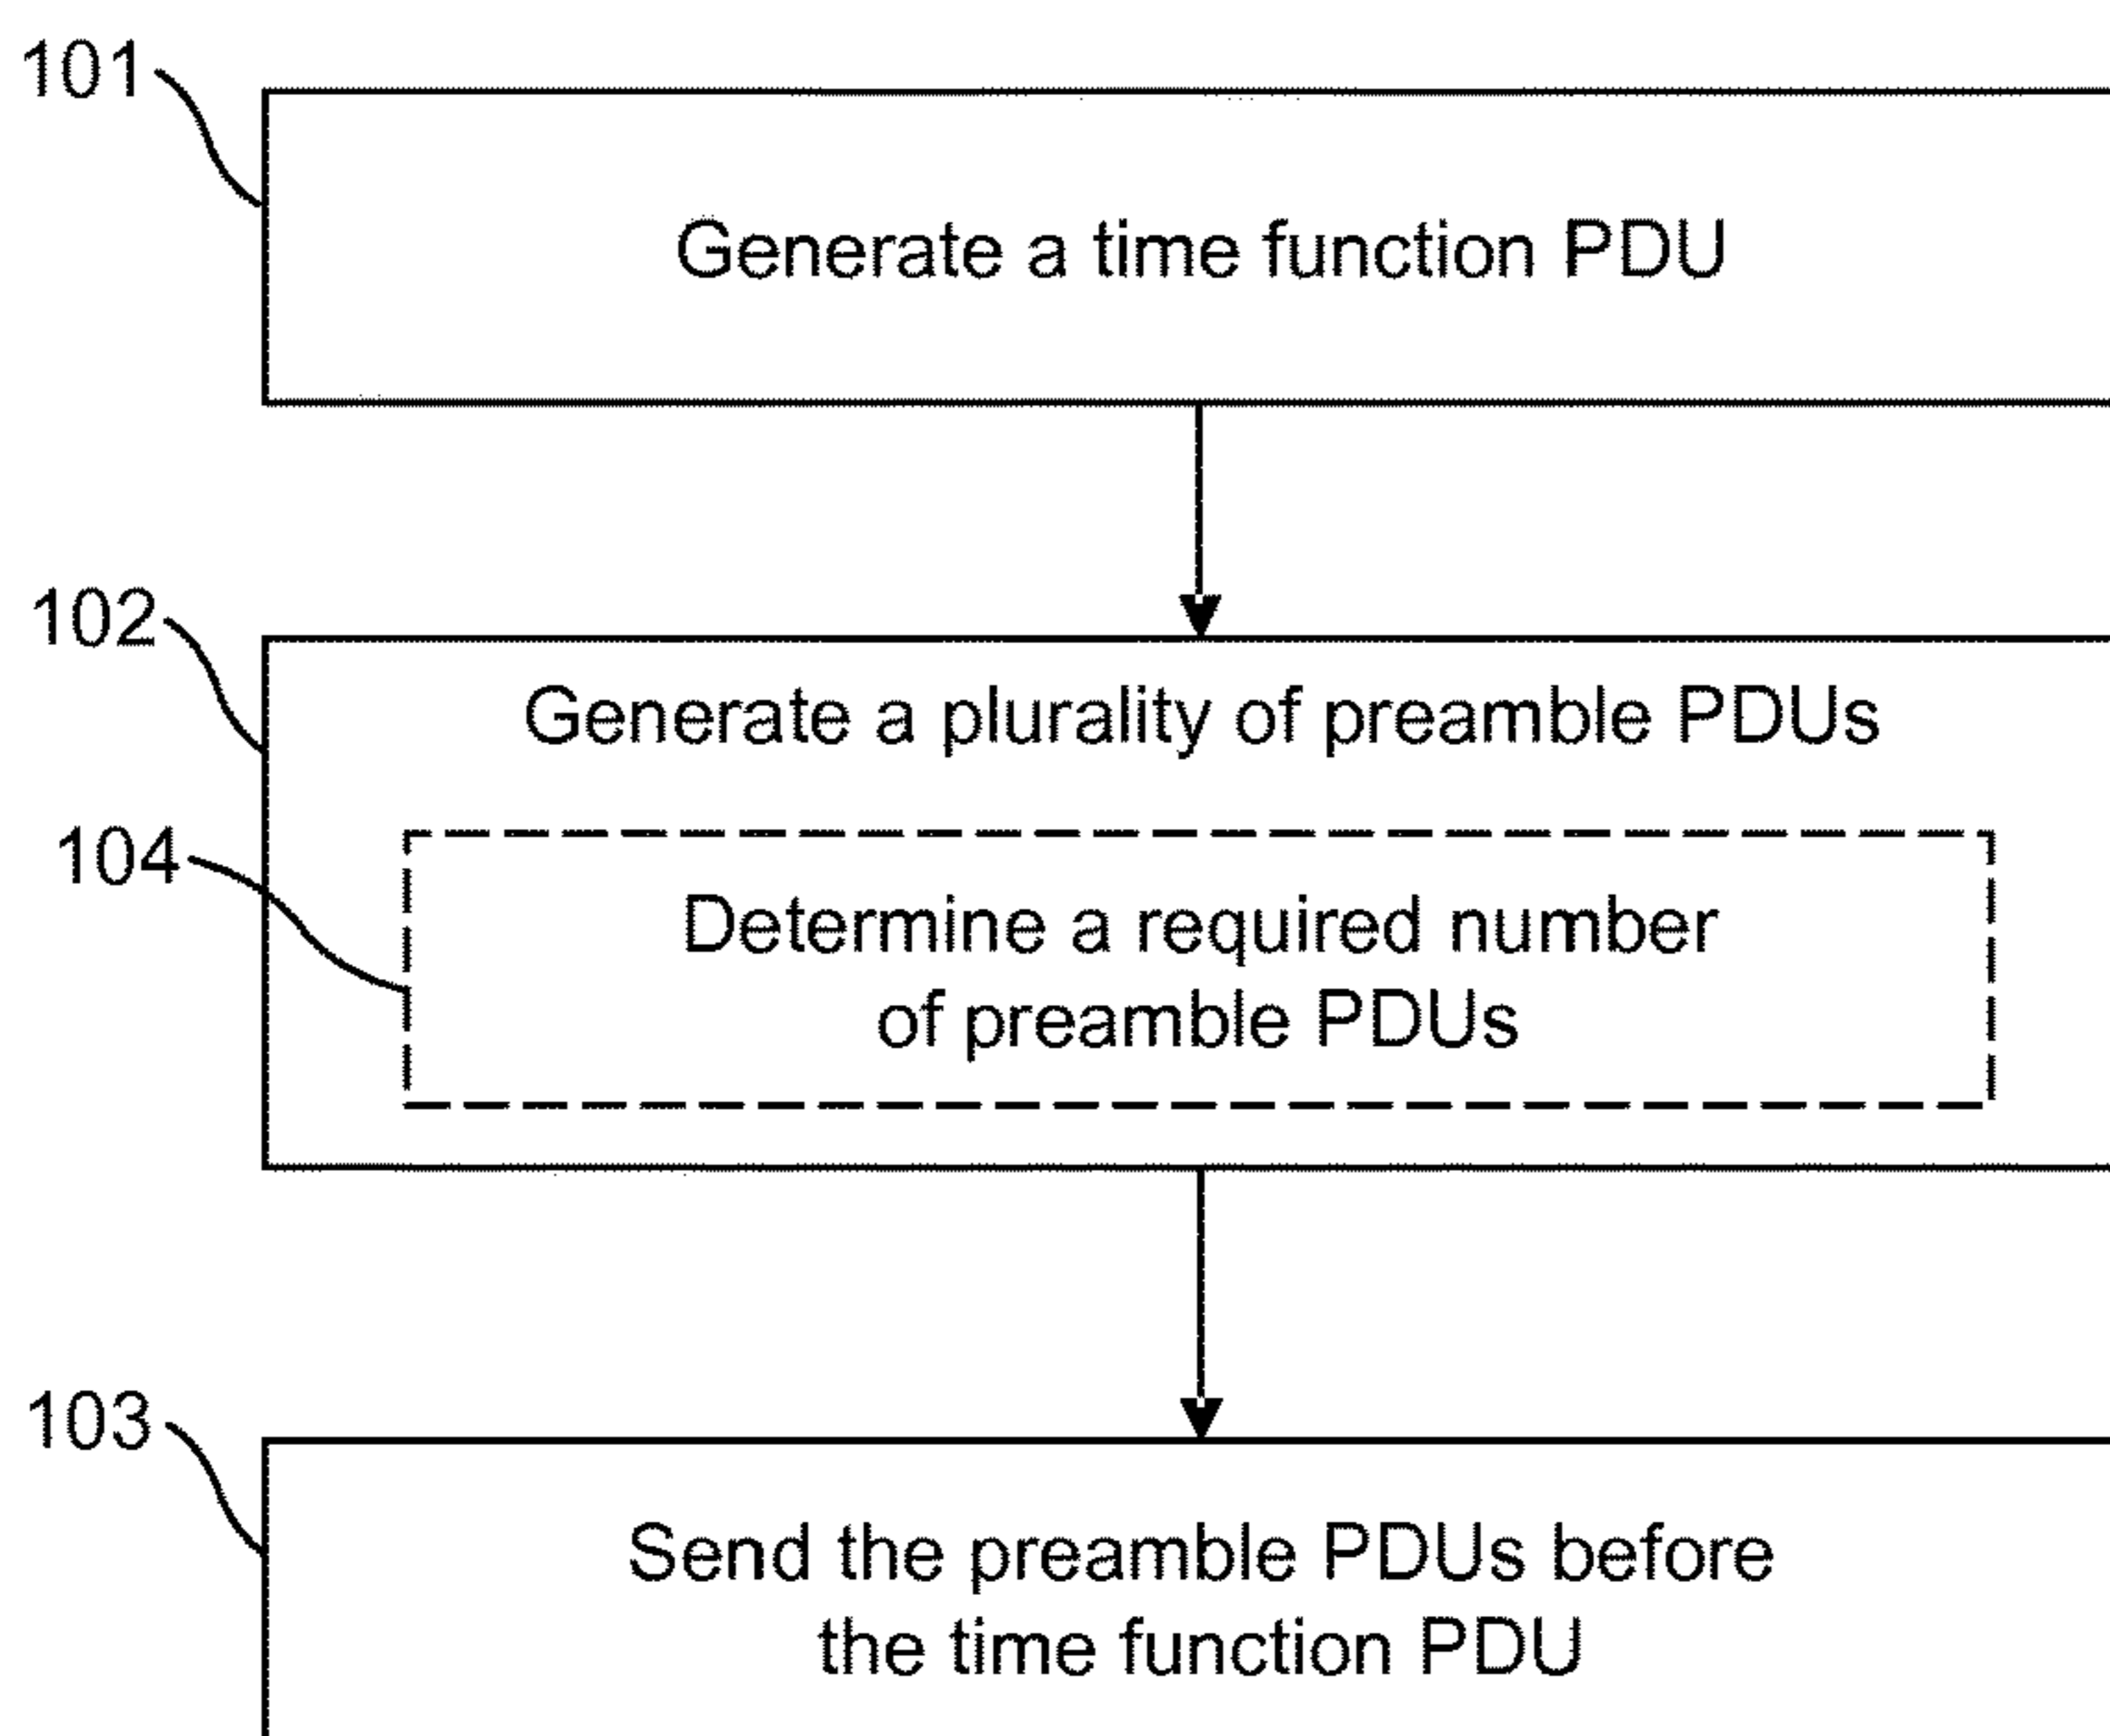 101
Generate a time function PDU
102
Generate a plurality of preamble PDUs
104
Determine a required number
of preamble PDUs
103
Send the preamble PDUs before
the time function PDU